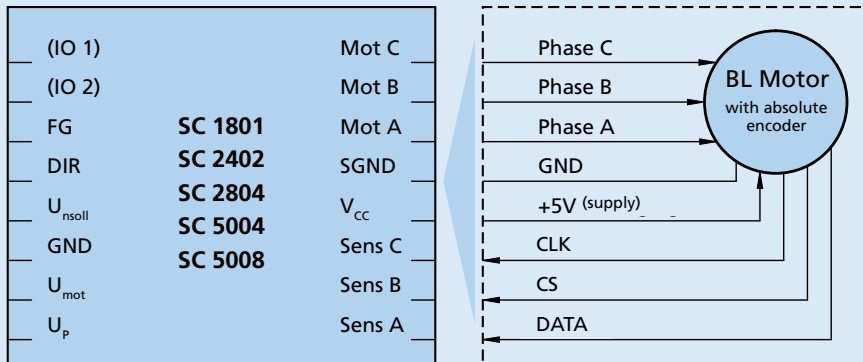 (IO 1) Mot C Phase C
(IO 2) Mot B Phase B
FG SC 1801 Mot A Phase A
DIR SC 2402 SGND GND
Unsoll SC 2804 VCC +5V (supply)
GND SC 5004 Sens C CLK
Umot SC 5008 Sens B CS
UP Sens A DATA
BL Motor
with absolute
encoder